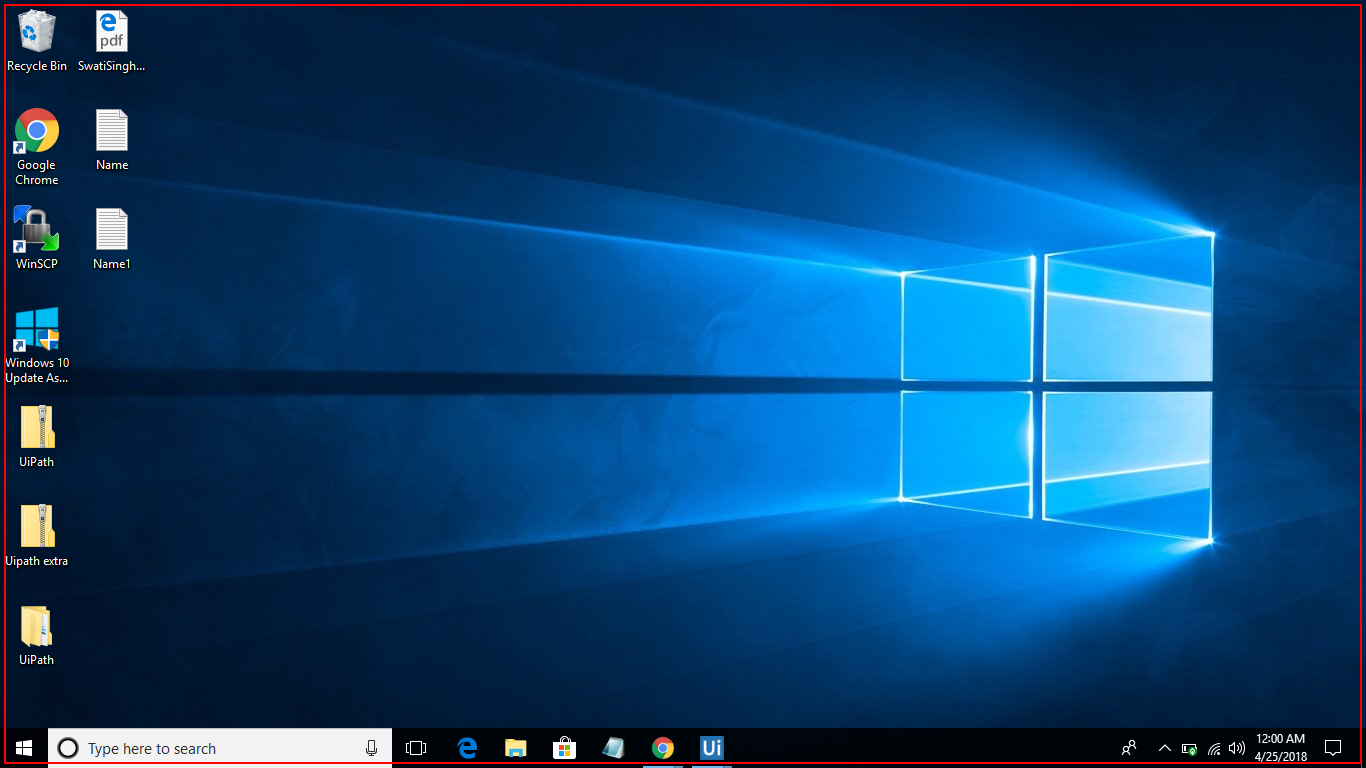 Recycle Bin
pdf
SwatiSingh...
Google
Chrome
Name
WinSCP
Name1
Windows 10
Update As...
UiPath
Uipath extra
UiPath
Type here to search
Ui
12:00 AM
4/25/2018